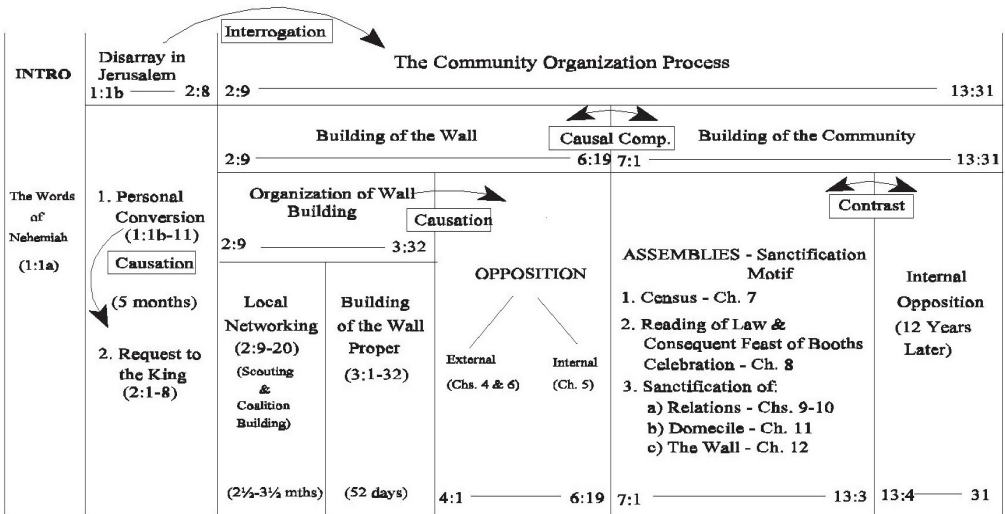 INTRO
The Words
of
Nehemiah
(1:1a)
Disarray in
Jerusalem
1:1b 2:8
Interrogation
The Community Organization Process
2:9 13:31
1. Personal
Conversion
(1:1b-11)
Causation
(5 months)
2. Request to
the King
(2:1-8)
Building of the Wall
2:9 6:19
Causal Comp.
Building of the Community
7:1 13:31
Organization of Wall
Building
2:9 3:32
Causation
Local
Networking
(2:9-20)
(Scouting
&
Coalition
Building)
(2½-3½ mths)
Building
of the Wall
Proper
(3:1-32)
(52 days)
OPPOSITION
External
(Chs. 4 & 6)
Internal
(Ch. 5)
4:1 6:19
Contrast
ASSEMBLIES - Sanctification
Motif
1. Census - Ch. 7
2. Reading of Law &
Consequent Feast of Booths
Celebration - Ch. 8
3. Sanctification of:
a) Relations - Chs. 9-10
b) Domecile - Ch. 11
c) The Wall - Ch. 12
7:1 13:3
Internal
Opposition
(12 Years
Later)
13:4 31